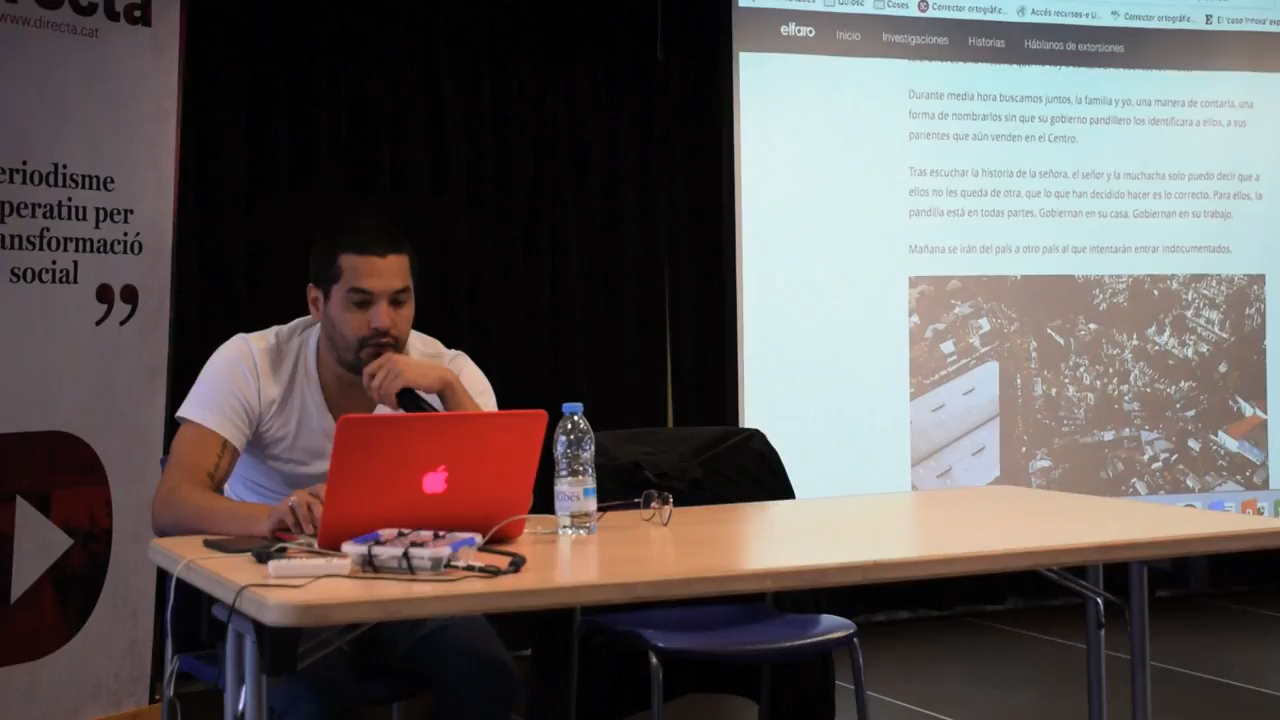 www.directa.cat
social
”
Coses
Corrector ortogràfic...
Accés recursos-e U...
Corrector ortogràfic...
elfaro
Inicio
Investigaciones
Historias
Háblanos de extorsiones
Durante media hora buscamos juntos, la familia y yo, una manera de contarla, una
forma de nombrarlos sin que su gobierno pandillero los identificara a ellos, a sus
parientes que aún venden en el Centro.
Tras escuchar la historia de la señora, el señor y la muchacha solo puedo decir que a
ellos no les queda de otra, que lo que han decidido hacer es lo correcto. Para ellos, la
pandilla está en todas partes. Gobiernan en su casa. Gobiernan en su trabajo.
Mañana se irán del país a otro país al que intentarán entrar indocumentados.